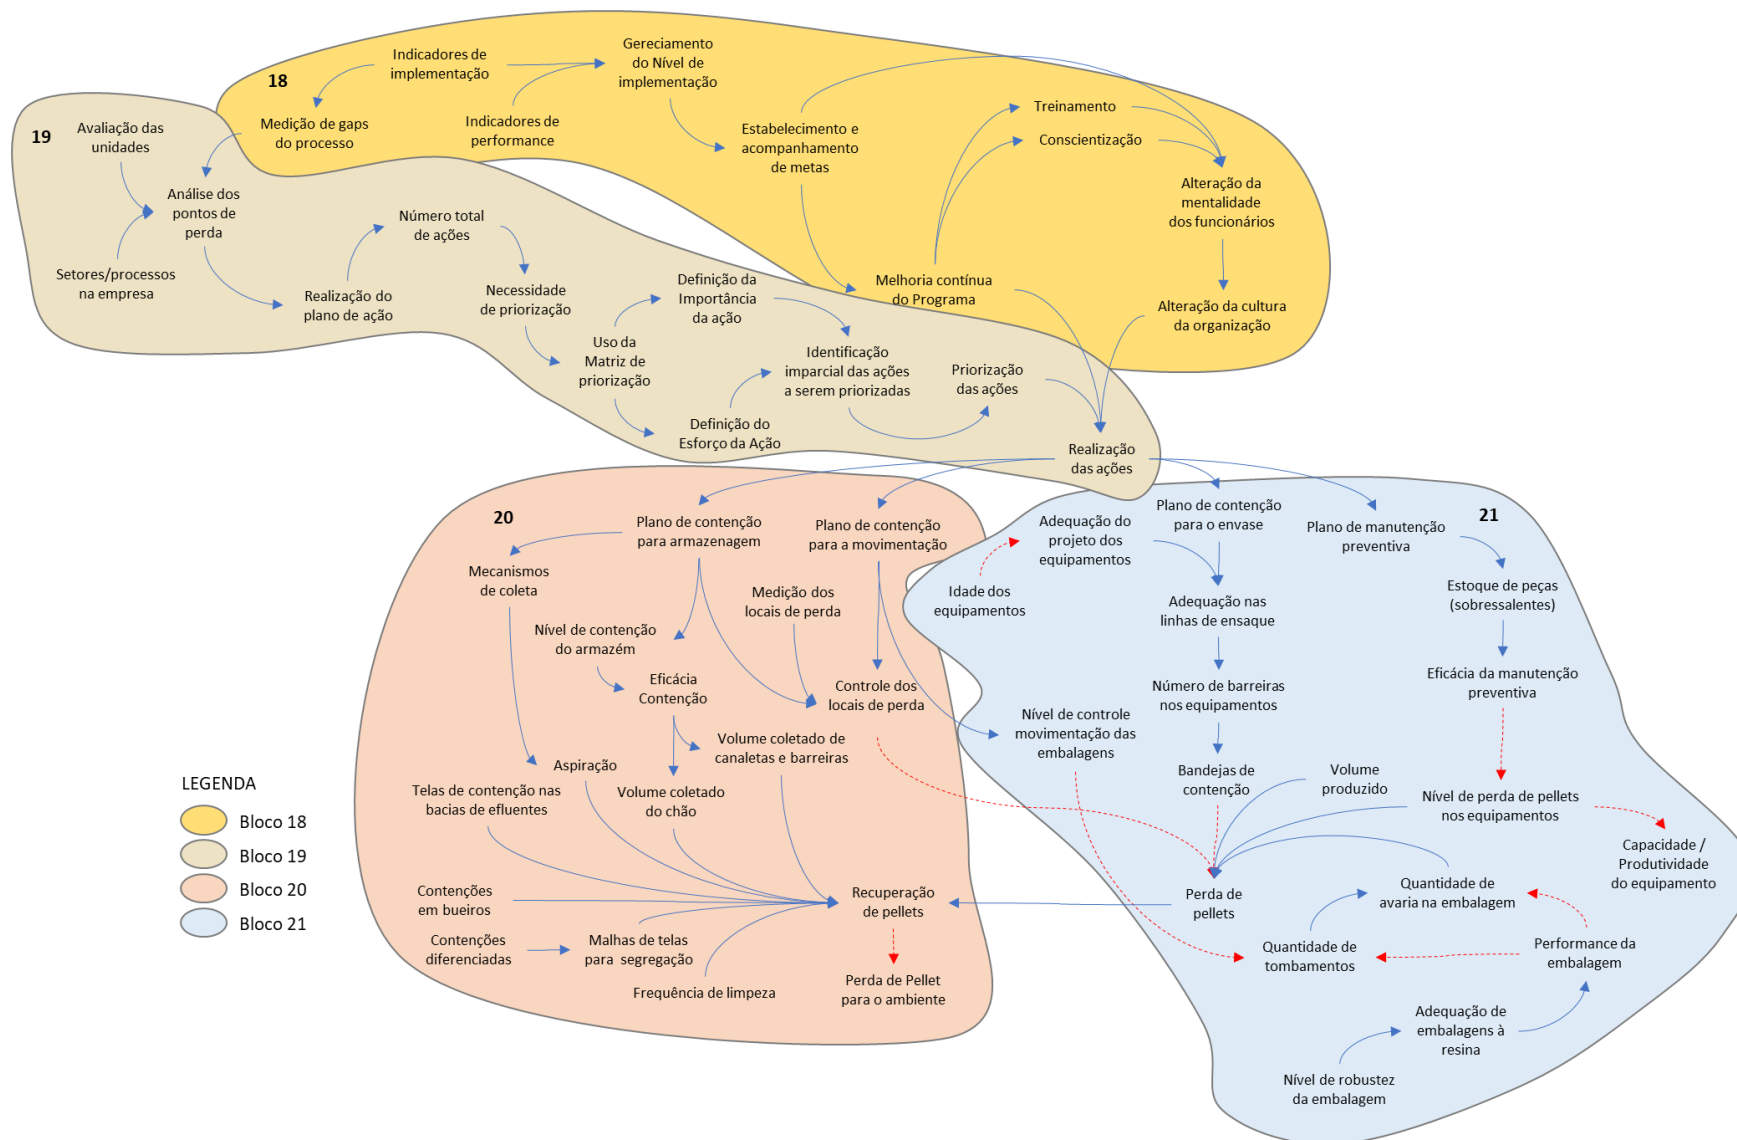 18
Indicadores de
implementação
Gereciamento
do Nível de
implementação
Medição de gaps
do processo
Indicadores de
performance
Estabelecimento e
acompanhamento
de metas
Treinamento
Conscientização
Alteração da
mentalidade
dos funcionários
Melhoria contínua
do Programa
Alteração da cultura
da organização
19
Avaliação das
unidades
Análise dos
pontos de
perda
Setores/processos
na empresa
Realização do
plano de ação
Número total
de ações
Necessidade
de priorização
Uso da
Matriz de
priorização
Definição da
Importância
da ação
Definição do
Esforço da Ação
Identificação
imparcial das ações
a serem priorizadas
Priorização
das ações
Realização
das ações
20
Plano de contenção
para armazenagem
Plano de contenção
para a movimentação
Mecanismos
de coleta
Medição dos
locais de perda
Nível de contenção
do armazém
Eficácia
Contenção
Controle dos
locais de perda
Volume coletado de
canaletas e barreiras
Aspiração
Telas de contenção nas
bacias de efluentes
Volume coletado
do chão
Contenções
em bueiros
Recuperação
de pellets
Contenções
diferenciadas
Malhas de telas
para segregação
Frequência de limpeza
Perda de Pellet
para o ambiente
21
Adequação do
projeto dos
equipamentos
Plano de contenção
para o envase
Plano de manutenção
preventiva
Idade dos
equipamentos
Adequação nas
linhas de ensaque
Estoque de peças
(sobressalentes)
Número de barreiras
nos equipamentos
Eficácia da manutenção
preventiva
Nível de controle
movimentação das
embalagens
Bandejas de
contenção
Volume
produzido
Nível de perda de pellets
nos equipamentos
Capacidade /
Produtividade
do equipamento
Perda de
pellets
Quantidade de
avaria na embalagem
Quantidade de
tombamentos
Performance da
embalagem
Adequação de
embalagens à
resina
Nível de robustez
da embalagem
LEGENDA
Bloco 18
Bloco 19
Bloco 20
Bloco 21